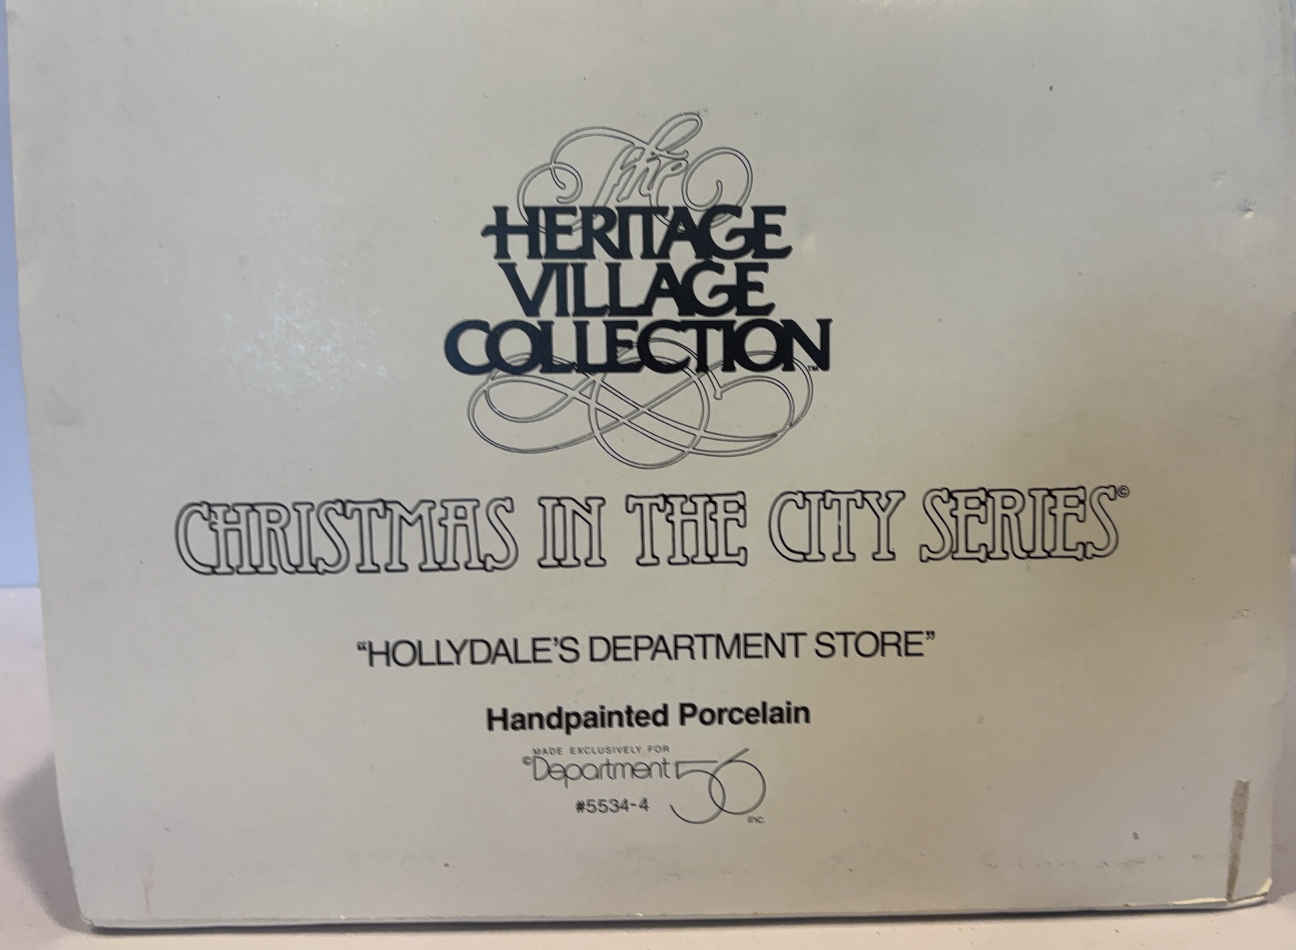 The
HERITAGE
VILLAGE
COLLECTION™
CHRISTMAS IN THE CITY SERIES©
“HOLLYDALE’S DEPARTMENT STORE”
Handpainted Porcelain
MADE EXCLUSIVELY FOR
©Department 56
#5534-4
INC.